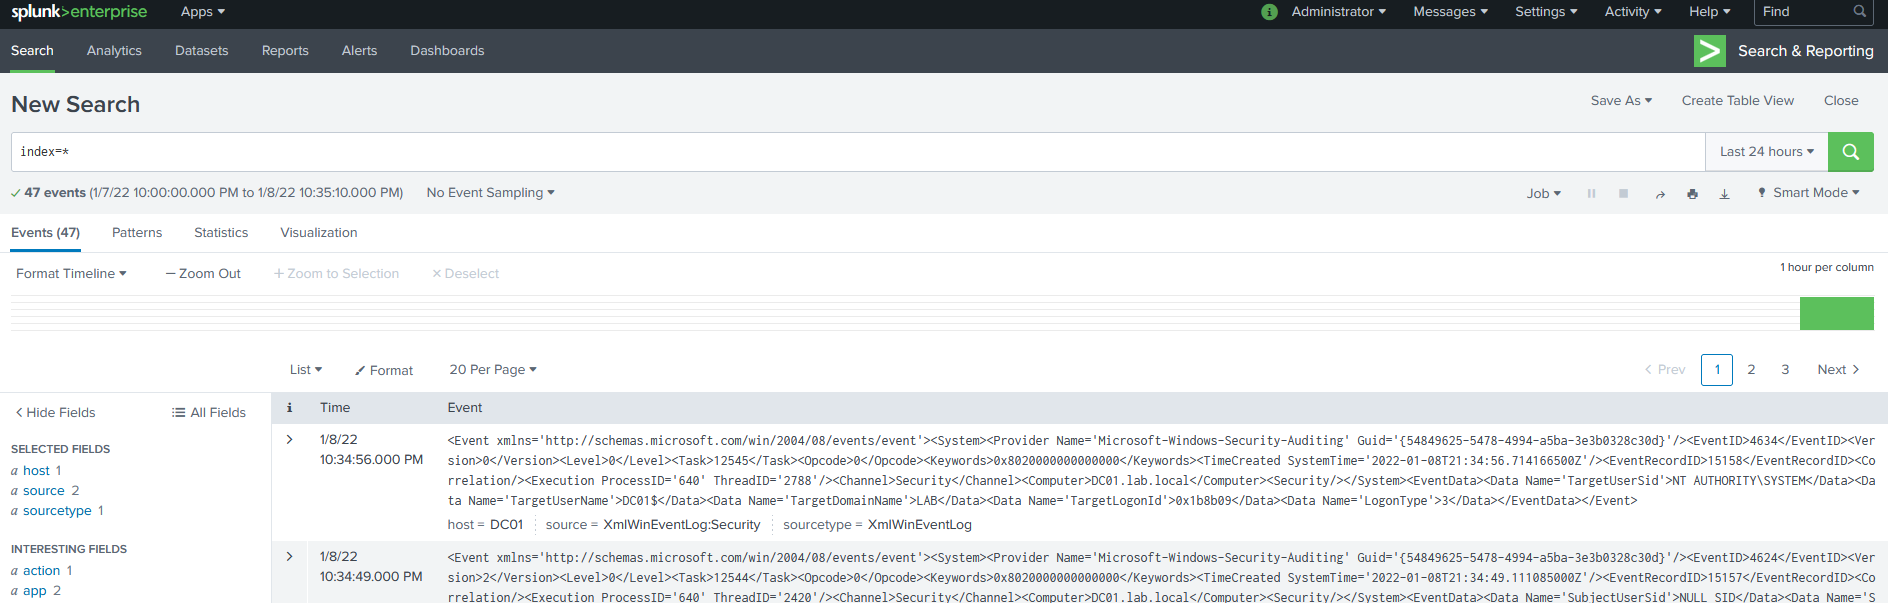 splunk>enterprise Apps Administrator Messages Settings Activity Help Find
Search Analytics Datasets Reports Alerts Dashboards Search & Reporting
New Search Save As Create Table View Close
index=* Last 24 hours
47 events (1/7/22 10:00:00.000 PM to 1/8/22 10:35:10.000 PM) No Event Sampling Job Smart Mode
Events (47) Patterns Statistics Visualization
Format Timeline — Zoom Out + Zoom to Selection × Deselect 1 hour per column
List Format 20 Per Page < Prev 1 2 3 Next >
< Hide Fields All Fields i Time Event
SELECTED FIELDS
a host 1
a source 2
a sourcetype 1
INTERESTING FIELDS
a action 1
a app 2
> 1/8/22
10:34:56.000 PM
<Event xmlns='http://schemas.microsoft.com/win/2004/08/events/event'><System><Provider Name='Microsoft-Windows-Security-Auditing' Guid='{54849625-5478-4994-a5ba-3e3b0328c30d}'/><EventID>4634</EventID><Ver
sion>0</Version><Level>0</Level><Task>12545</Task><Opcode>0</Opcode><Keywords>0x8020000000000000</Keywords><TimeCreated SystemTime='2022-01-08T21:34:56.714166500Z'/><EventRecordID>15158</EventRecordID><Co
rrelation/><Execution ProcessID='640' ThreadID='2788'/><Channel>Security</Channel><Computer>DC01.lab.local</Computer><Security/></System><EventData><Data Name='TargetUserSid'>NT AUTHORITY\SYSTEM</Data><Da
ta Name='TargetUserName'>DC01$</Data><Data Name='TargetDomainName'>LAB</Data><Data Name='TargetLogonId'>0x1b8b09</Data><Data Name='LogonType'>3</Data></EventData></Event>
host = DC01 source = XmlWinEventLog:Security sourcetype = XmlWinEventLog
> 1/8/22
10:34:49.000 PM
<Event xmlns='http://schemas.microsoft.com/win/2004/08/events/event'><System><Provider Name='Microsoft-Windows-Security-Auditing' Guid='{54849625-5478-4994-a5ba-3e3b0328c30d}'/><EventID>4624</EventID><Ver
sion>2</Version><Level>0</Level><Task>12544</Task><Opcode>0</Opcode><Keywords>0x8020000000000000</Keywords><TimeCreated SystemTime='2022-01-08T21:34:49.111085000Z'/><EventRecordID>15157</EventRecordID><Co
rrelation/><Execution ProcessID='640' ThreadID='2420'/><Channel>Security</Channel><Computer>DC01.lab.local</Computer><Security/></System><EventData><Data Name='SubjectUserSid'>NULL SID</Data><Data Name='S